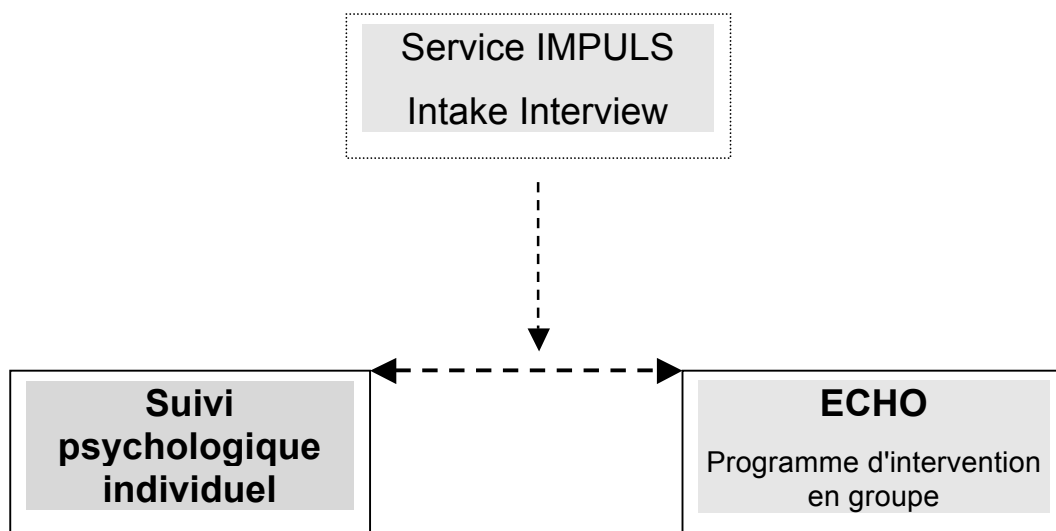 Service IMPULS
Intake Interview
Suivi
psychologique
individuel
ECHO
Programme d'intervention
en groupe